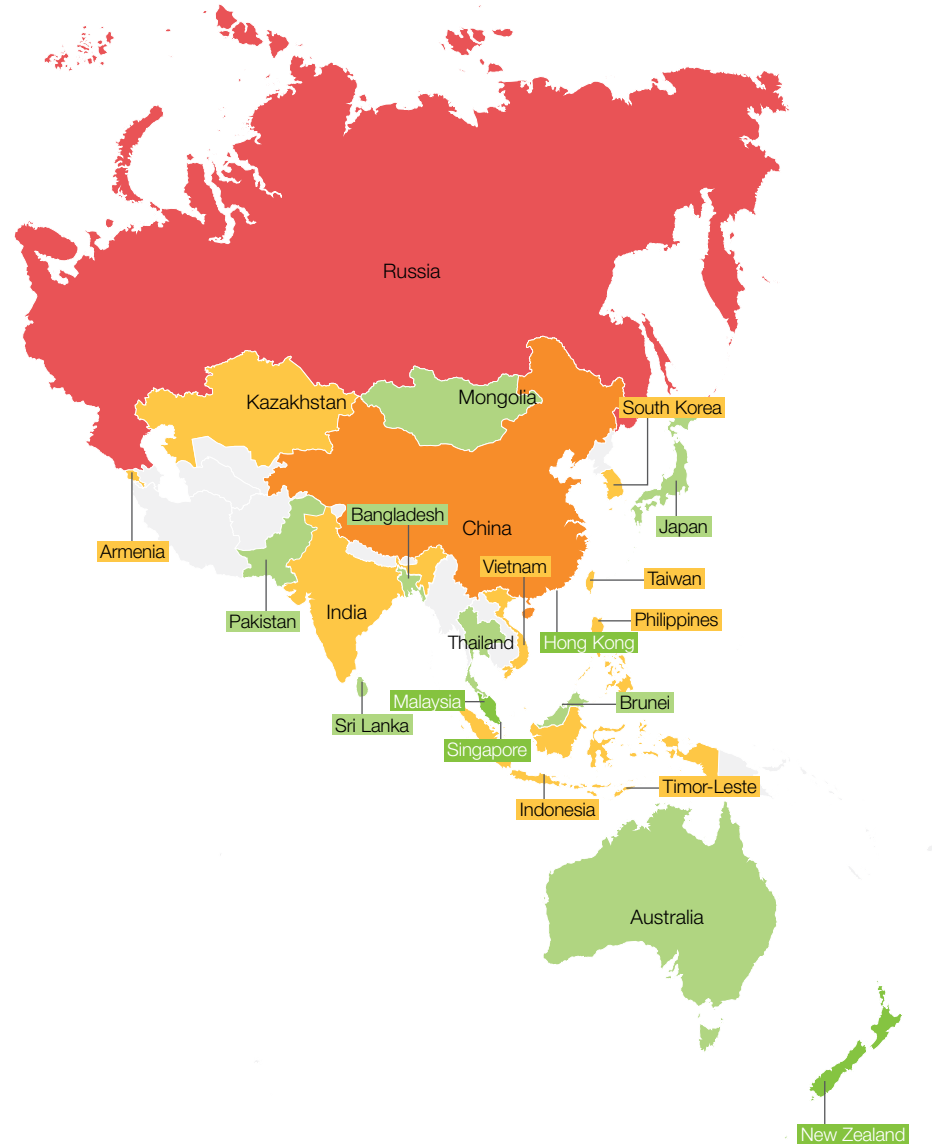 Russia
Kazakhstan
Mongolia
South Korea
Bangladesh
China
Japan
Armenia
Vietnam
Taiwan
India
Pakistan
Philippines
Thailand
Hong Kong
Malaysia
Brunei
Sri Lanka
Singapore
Timor-Leste
Indonesia
Australia
New Zealand